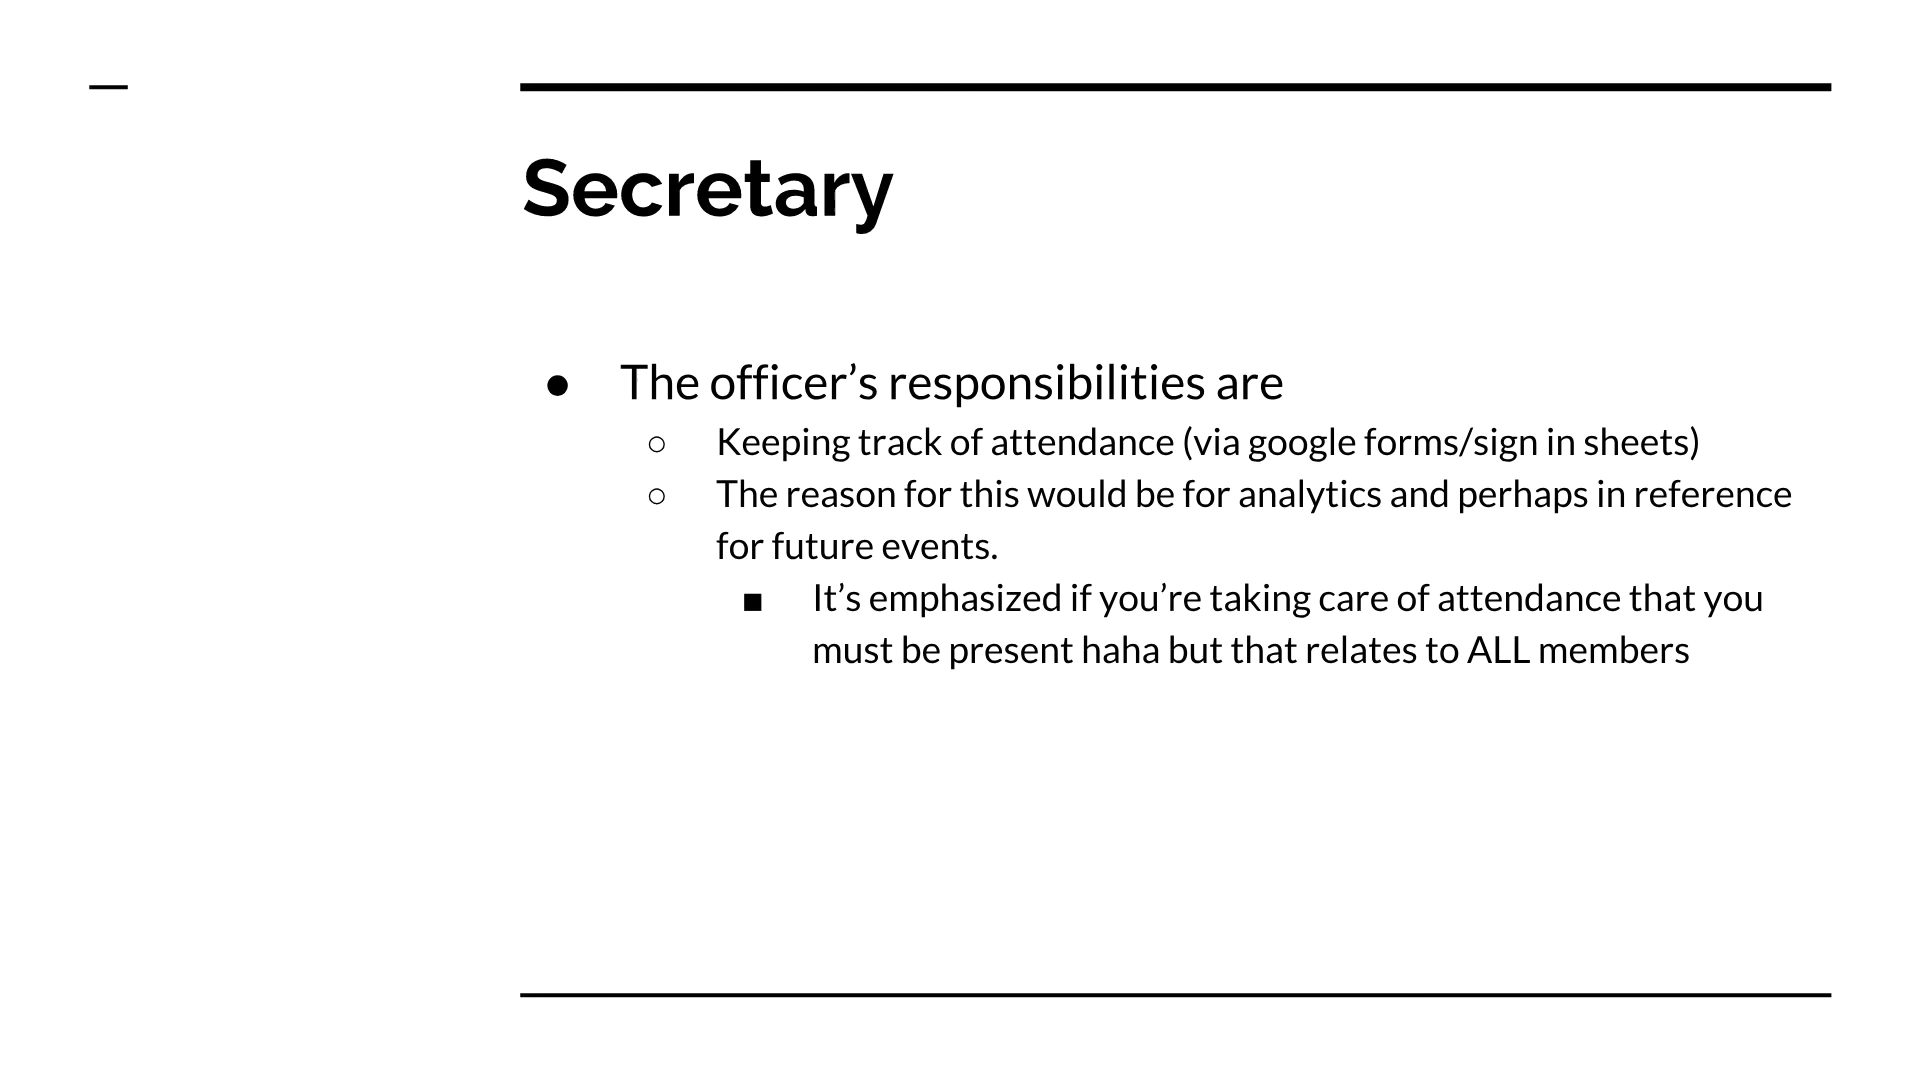 Secretary
● The officer’s responsibilities are
○ Keeping track of attendance (via google forms/sign in sheets)
○ The reason for this would be for analytics and perhaps in reference
for future events.
■ It’s emphasized if you’re taking care of attendance that you
must be present haha but that relates to ALL members